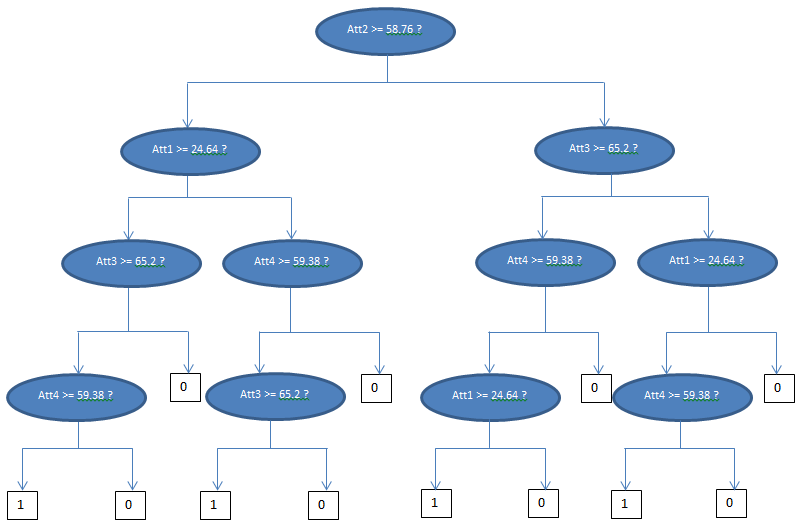 Att2 >= 58.76 ?
Att1 >= 24.64 ?
Att3 >= 65.2 ?
Att3 >= 65.2 ?
Att4 >= 59.38 ?
Att4 >= 59.38 ?
Att1 >= 24.64 ?
Att4 >= 59.38 ?
0
Att3 >= 65.2 ?
0
Att1 >= 24.64 ?
0
Att4 >= 59.38 ?
0
1
0
1
0
1
0
1
0